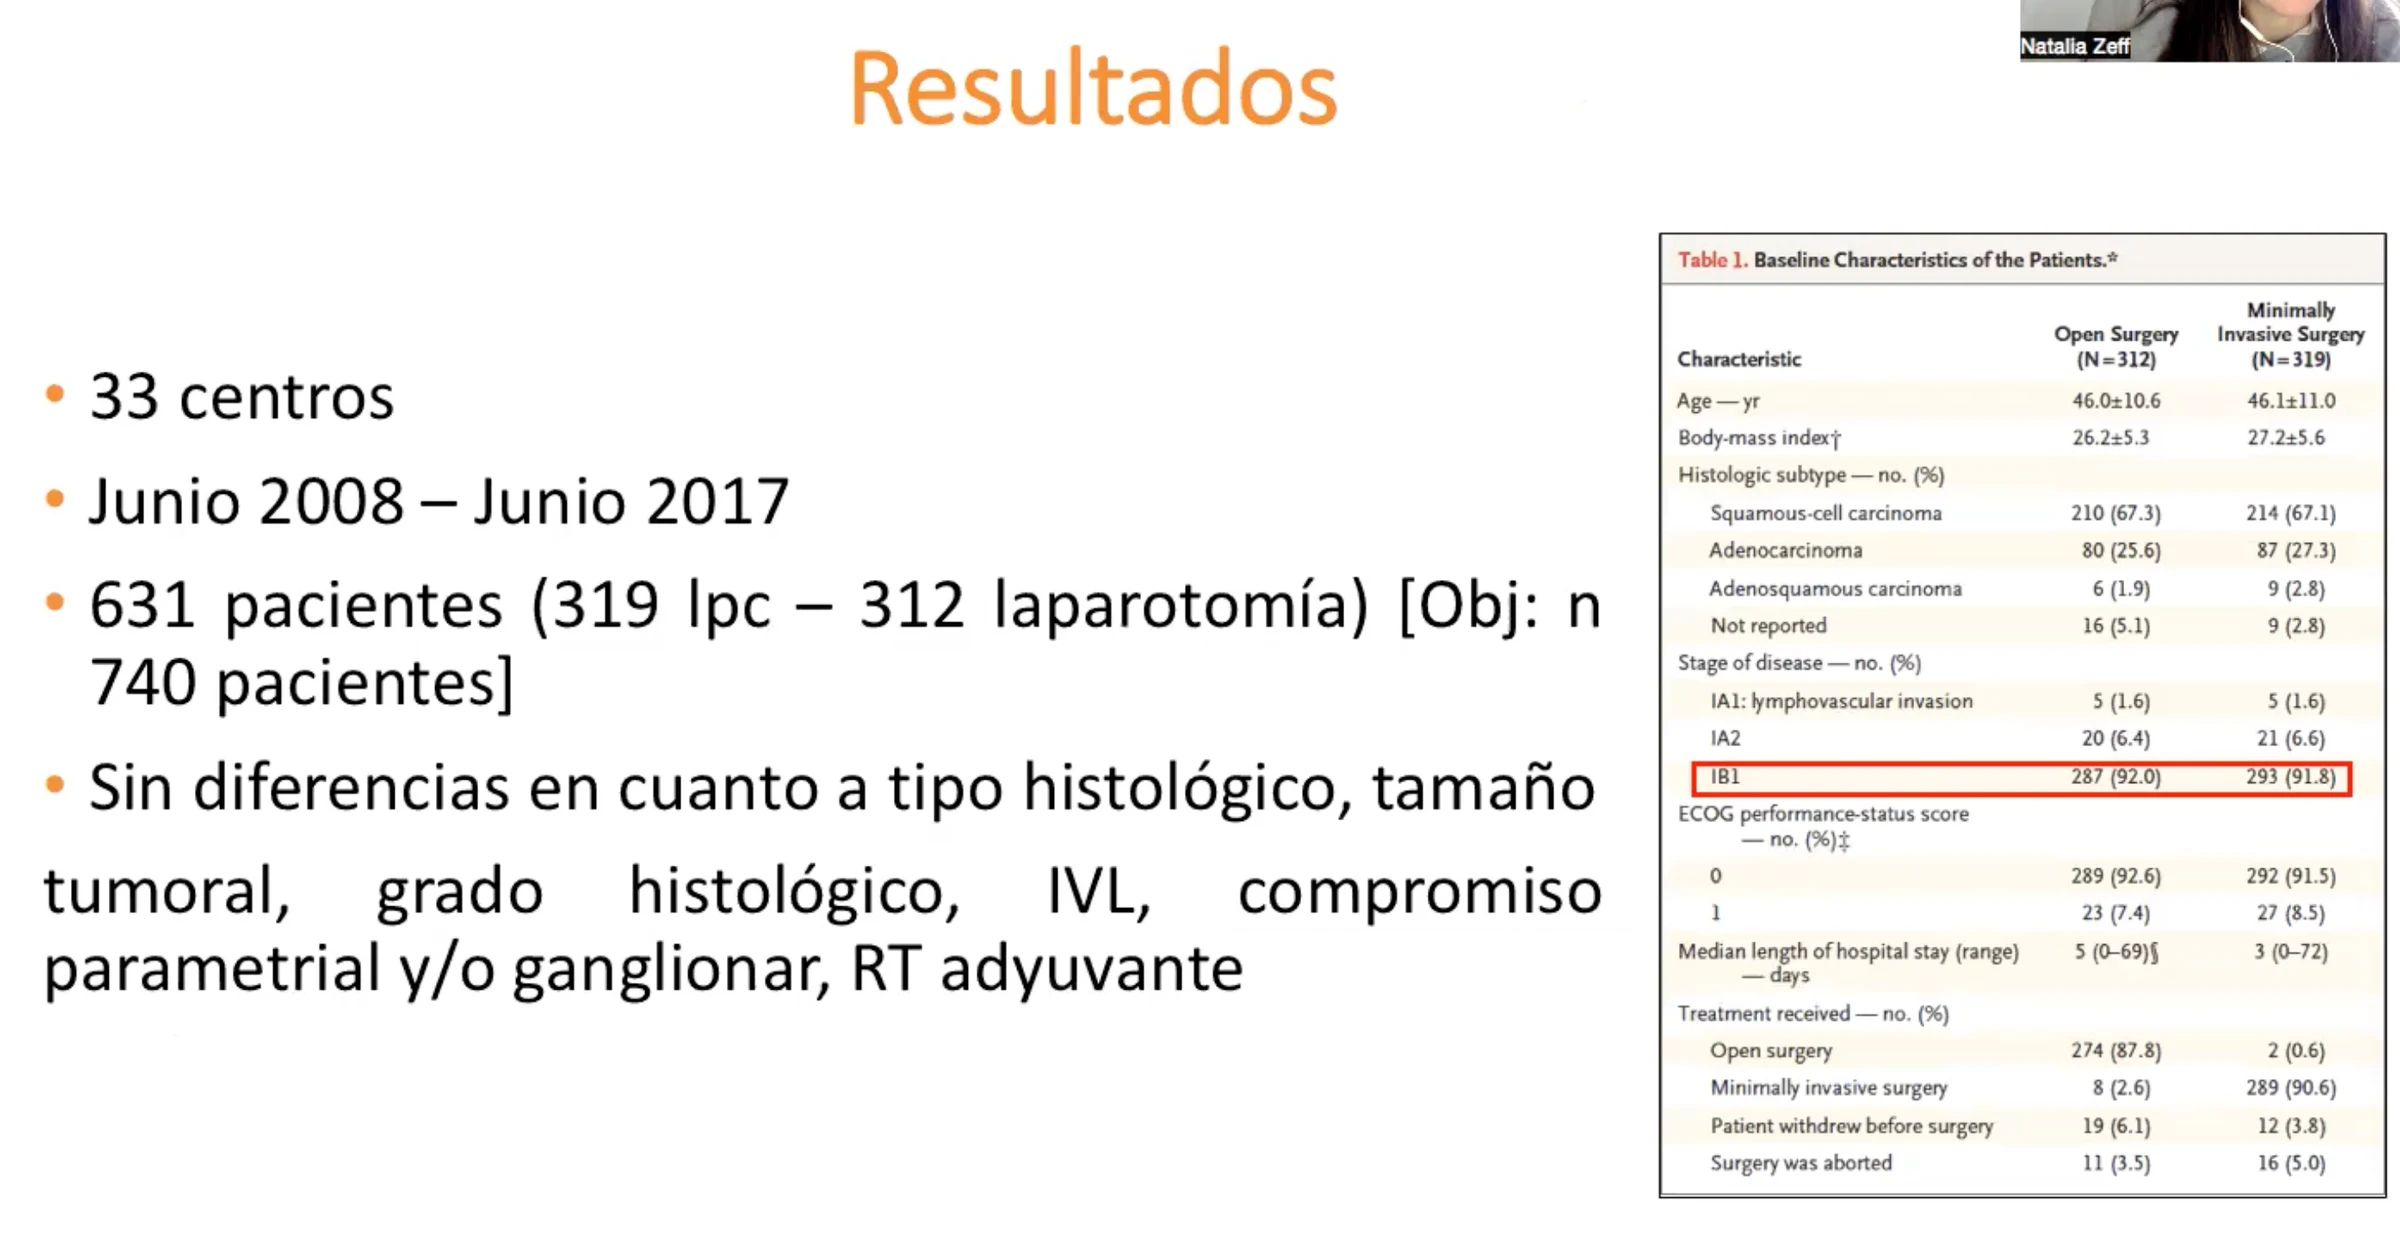 Natalia Zeff
Resultados
• 33 centros
• Junio 2008 – Junio 2017
• 631 pacientes (319 lpc – 312 laparotomía) [Obj: n
740 pacientes]
• Sin diferencias en cuanto a tipo histológico, tamaño
tumoral, grado histológico, IVL, compromiso
parametrial y/o ganglionar, RT adyuvante
Table 1. Baseline Characteristics of the Patients.*
Characteristic Open Surgery (N=312) Minimally Invasive Surgery (N=319)
Age — yr 46.0±10.6 46.1±11.0
Body-mass index† 26.2±5.3 27.2±5.6
Histologic subtype — no. (%)
Squamous-cell carcinoma 210 (67.3) 214 (67.1)
Adenocarcinoma 80 (25.6) 87 (27.3)
Adenosquamous carcinoma 6 (1.9) 9 (2.8)
Not reported 16 (5.1) 9 (2.8)
Stage of disease — no. (%)
IA1: lymphovascular invasion 5 (1.6) 5 (1.6)
IA2 20 (6.4) 21 (6.6)
IB1 287 (92.0) 293 (91.8)
ECOG performance-status score
— no. (%)‡
0 289 (92.6) 292 (91.5)
1 23 (7.4) 27 (8.5)
Median length of hospital stay (range) 5 (0–69)§ 3 (0–72)
— days
Treatment received — no. (%)
Open surgery 274 (87.8) 2 (0.6)
Minimally invasive surgery 8 (2.6) 289 (90.6)
Patient withdrew before surgery 19 (6.1) 12 (3.8)
Surgery was aborted 11 (3.5) 16 (5.0)